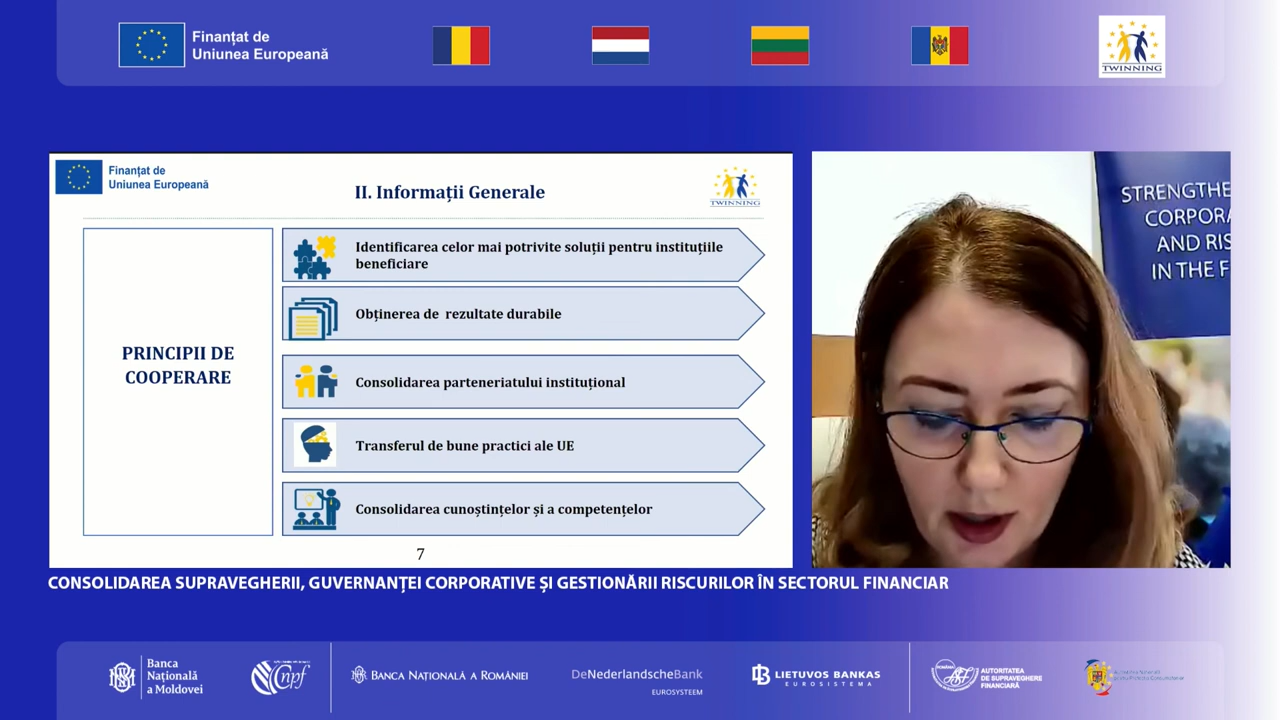 Finanțat de
Uniunea Europeană
TWINNING
Finanțat de
Uniunea Europeană
II. Informații Generale
TWINNING
PRINCIPII DE
COOPERARE
Identificarea celor mai potrivite soluții pentru instituțiile
beneficiare
Obținerea de rezultate durabile
Consolidarea parteneriatului instituțional
Transferul de bune practici ale UE
Consolidarea cunoștințelor și a competențelor
7
STRENGTHE
CORPORA
AND RIS
IN THE F
CONSOLIDAREA SUPRAVEGHERII, GUVERNANȚEI CORPORATIVE ȘI GESTIONĂRII RISCURILOR ÎN SECTORUL FINANCIAR
Banca
Națională
a Moldovei
cnpf
BANCA NAȚIONALĂ A ROMÂNIEI
DeNederlandscheBank
EUROSYSTEEM
LIETUVOS BANKAS
EUROSISTEMA
ASF
AUTORITATEA
DE SUPRAVEGHERE
FINANCIARĂ